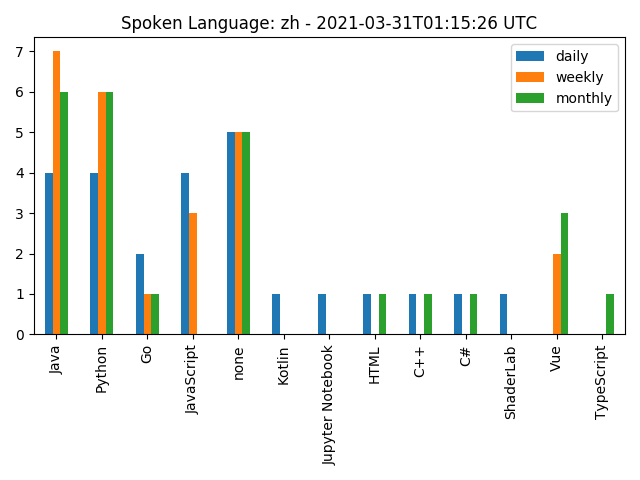 Spoken Language: zh - 2021-03-31T01:15:26 UTC
daily
weekly
monthly
7
6
5
4
3
2
1
0
Java
Python
Go
JavaScript
none
Kotlin
Jupyter Notebook
HTML
C++
C#
ShaderLab
Vue
TypeScript